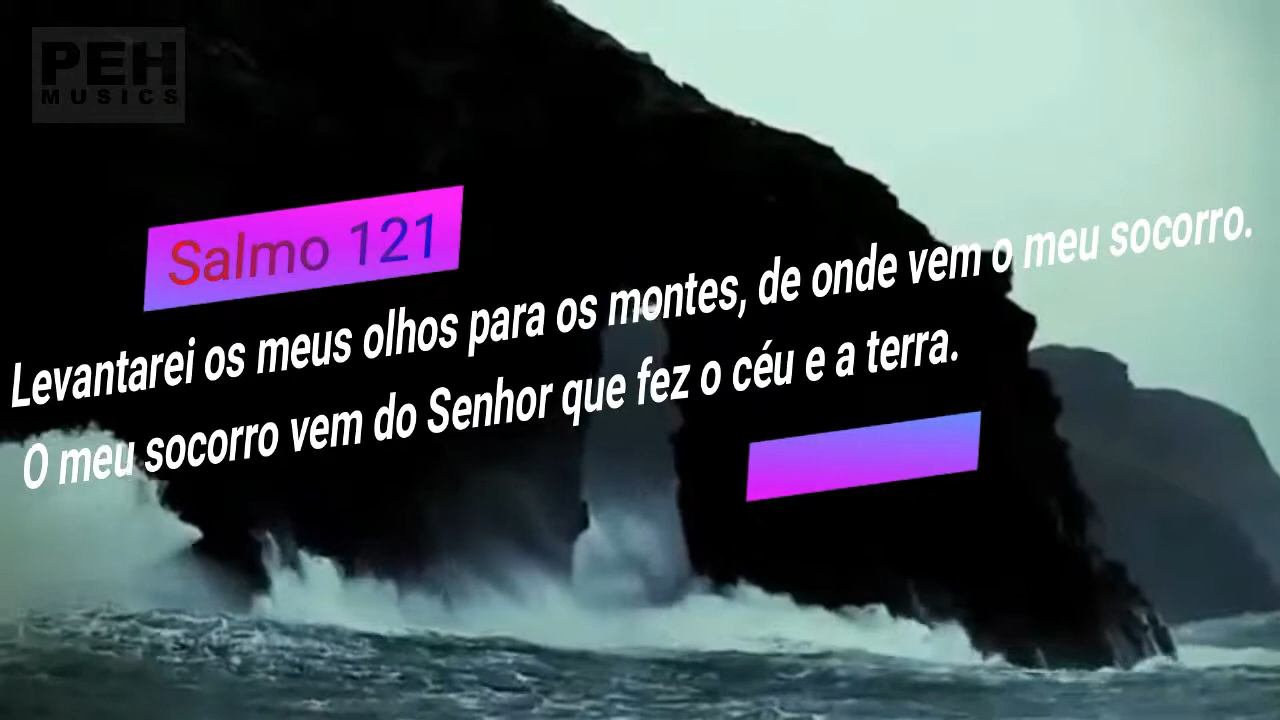 PEH
MUSICS
Salmo 121
Levantarei os meus olhos para os montes, de onde vem o meu socorro.
O meu socorro vem do Senhor que fez o céu e a terra.